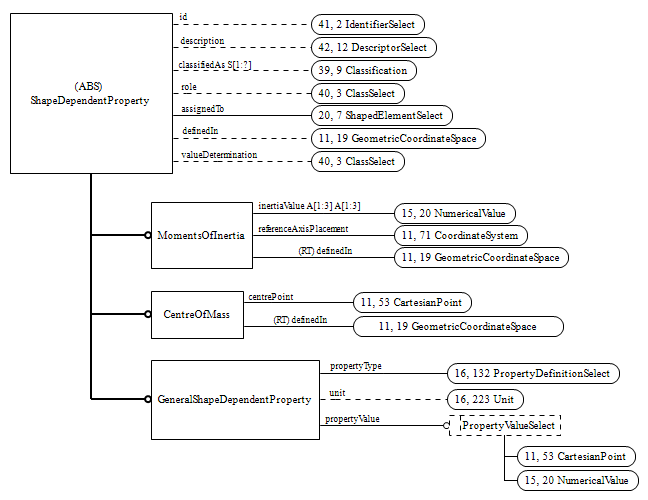 id
41, 2 IdentifierSelect
description
42, 12 DescriptorSelect
classifiedAs S[1:?]
39, 9 Classification
(ABS)
ShapeDependentProperty
role
40, 3 ClassSelect
assignedTo
20, 7 ShapedElementSelect
definedIn
11, 19 GeometricCoordinateSpace
valueDetermination
40, 3 ClassSelect
MomentsOfInertia
inertiaValue A[1:3] A[1:3]
15, 20 NumericalValue
referenceAxisPlacement
11, 71 CoordinateSystem
(RT) definedIn
11, 19 GeometricCoordinateSpace
CentreOfMass
centrePoint
11, 53 CartesianPoint
(RT) definedIn
11, 19 GeometricCoordinateSpace
GeneralShapeDependentProperty
propertyType
16, 132 PropertyDefinitionSelect
unit
16, 223 Unit
propertyValue
PropertyValueSelect
11, 53 CartesianPoint
15, 20 NumericalValue